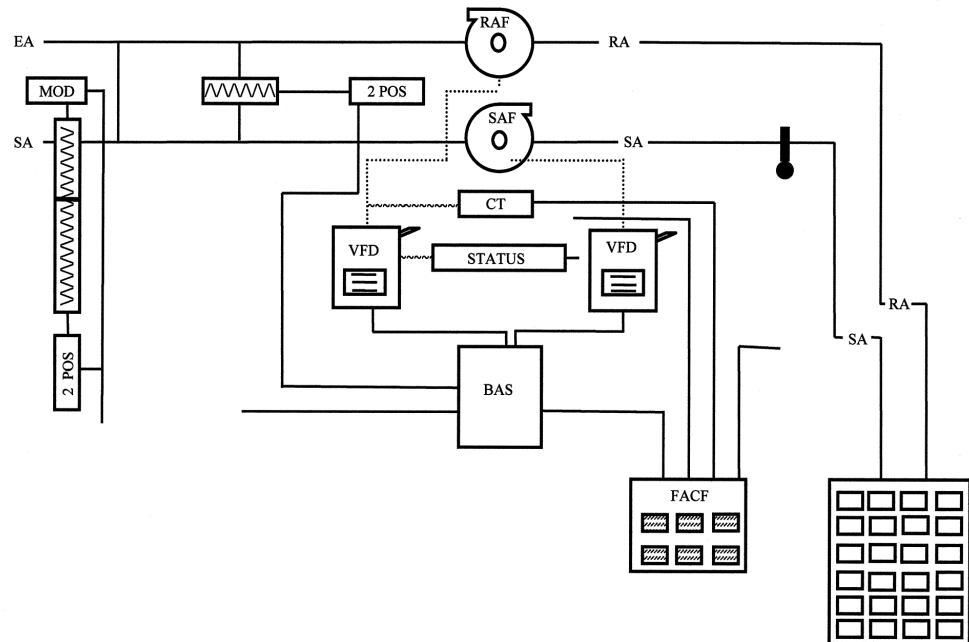 RAF
EA
RA
MOD
2 POS
SAF
SA
SA
CT
VFD
STATUS
VFD
RA
SA
2 POS
BAS
FACF